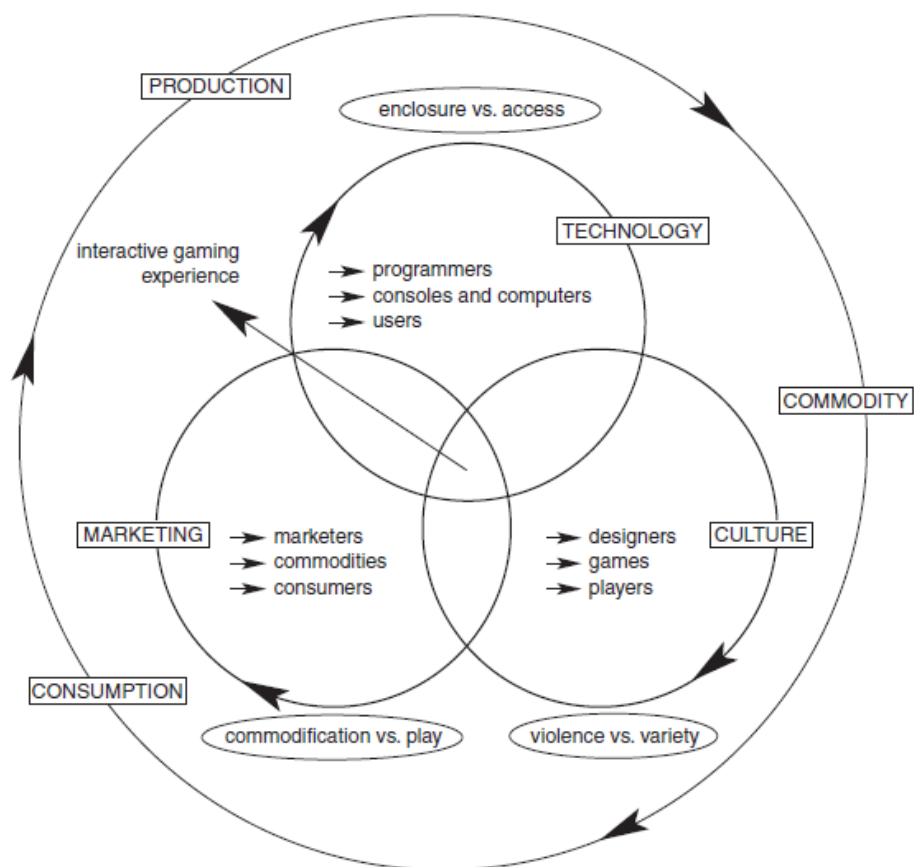 PRODUCTION
enclosure vs. access
TECHNOLOGY
interactive gaming
experience
programmers
consoles and computers
users
COMMODITY
MARKETING
marketers
commodities
consumers
designers
games
players
CULTURE
CONSUMPTION
commodification vs. play
violence vs. variety